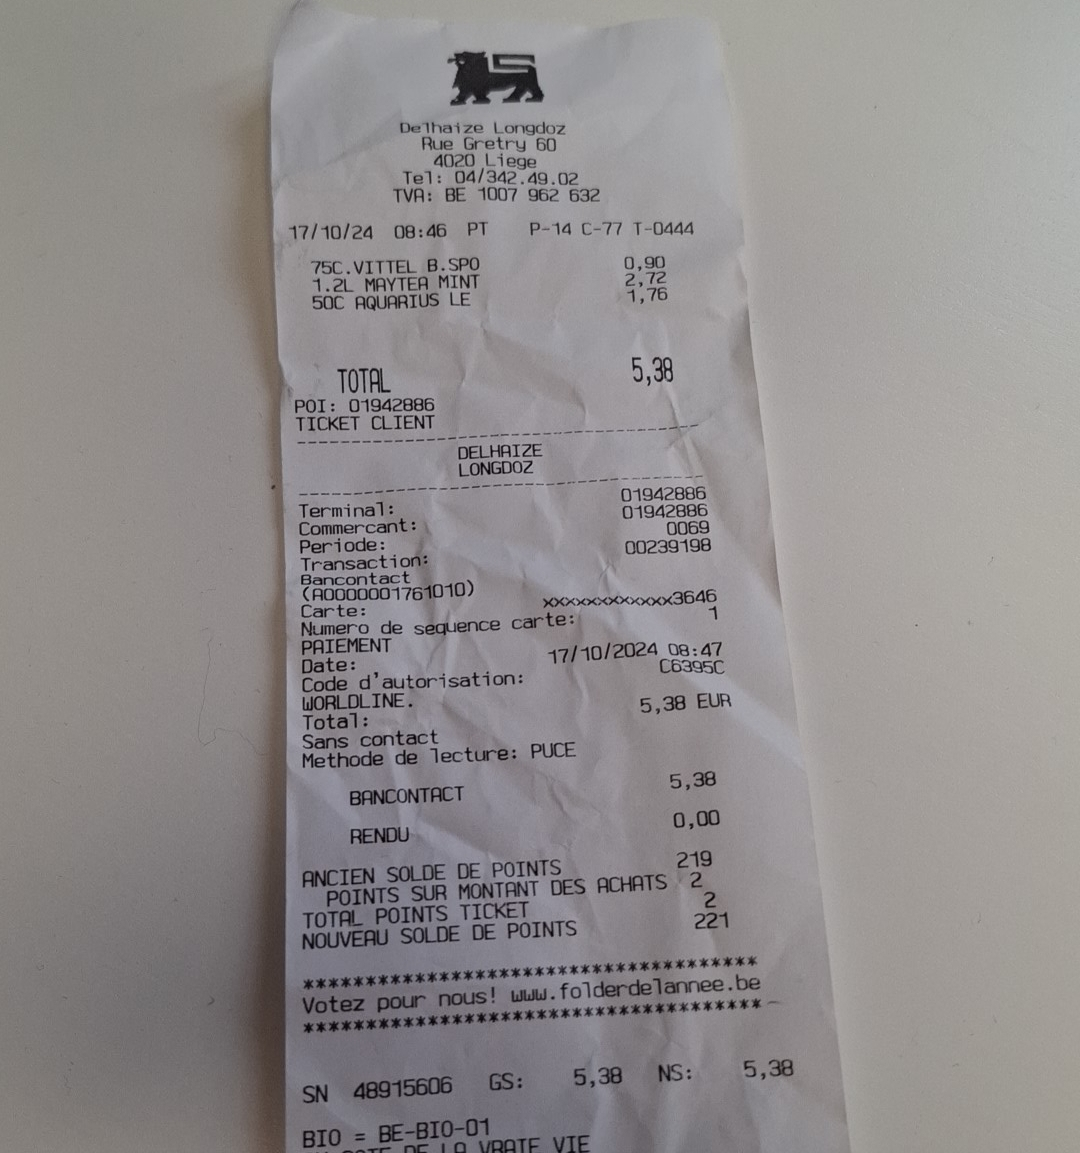 Delhaize Longdoz
Rue Gretry 60
4020 Liege
Tel: 04/342.49.02
TVA: BE 1007 962 632
17/10/24 08:46 PT P-14 C-77 T-0444
75C.VITTEL B.SPO 0,90
1.2L MAYTEA MINT 2,72
50C AQUARIUS LE 1,76
TOTAL 5,38
POI: 01942886
TICKET CLIENT
--------------------------------
DELHAIZE
LONGDOZ
--------------------------------
Terminal: 01942886
Commercant: 01942886
Periode: 0069
Transaction: 00239198
Bancontact
(A0000001761010)
Carte: xxxxxxxxxxxxx3646
Numero de sequence carte: 1
PAIEMENT
Date: 17/10/2024 08:47
Code d'autorisation: C6395C
WORLDLINE.
Total: 5,38 EUR
Sans contact
Methode de lecture: PUCE
BANCONTACT 5,38
RENDU 0,00
ANCIEN SOLDE DE POINTS 219
POINTS SUR MONTANT DES ACHATS 2
TOTAL POINTS TICKET 2
NOUVEAU SOLDE DE POINTS 221
**************************************
Votez pour nous! www.folderdelannee.be
**************************************
SN 48915606 GS: 5,38 NS: 5,38
BIO = BE-BIO-01
DE LA VRAIE VIE